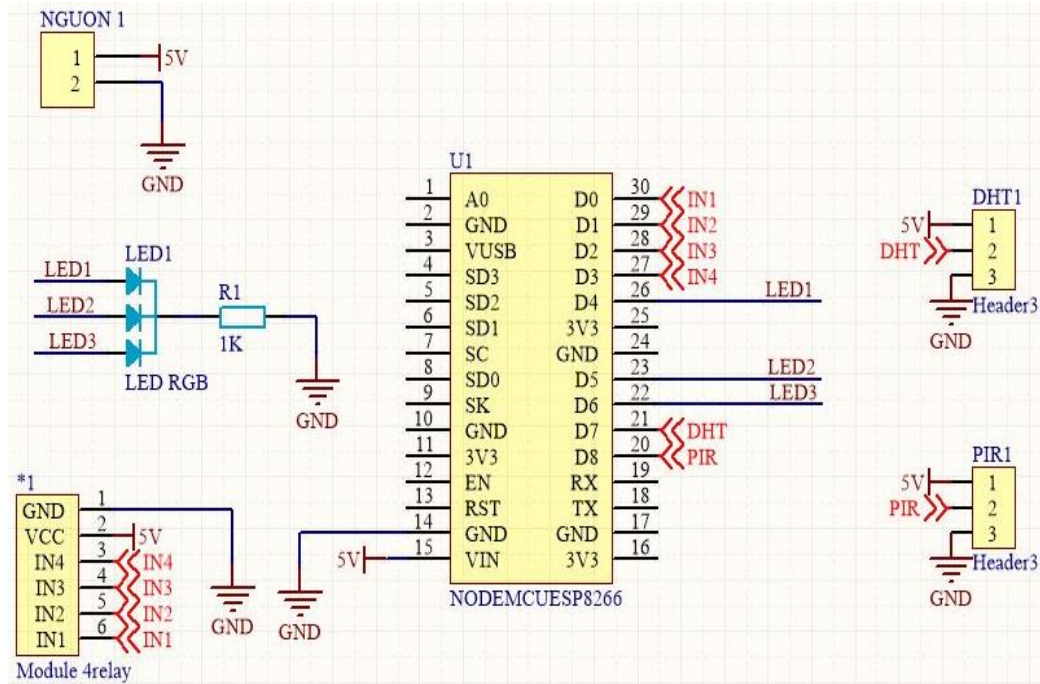 NGUON 1
1 5V
2
GND
LED1
LED1
LED2
LED3
LED RGB
R1
1K
GND
*1
GND 1
VCC 2 5V
IN4 3 IN4
IN3 4 IN3
IN2 5 IN2
IN1 6 IN1
Module 4relay
GND
U1
1 A0 D0 30 IN1
2 GND D1 29 IN2
3 VUSB D2 28 IN3
4 SD3 D3 27 IN4
5 SD2 D4 26 LED1
6 SD1 3V3 25
7 SC GND 24
8 SD0 D5 23 LED2
9 SK D6 22 LED3
10 GND D7 21 DHT
11 3V3 D8 20 PIR
12 EN RX 19
13 RST TX 18
14 GND GND 17
5V 15 VIN 3V3 16
GND
NODEMCUESP8266
DHT1
5V 1
DHT 2
3
Header3
GND
PIR1
5V 1
PIR 2
3
Header3
GND